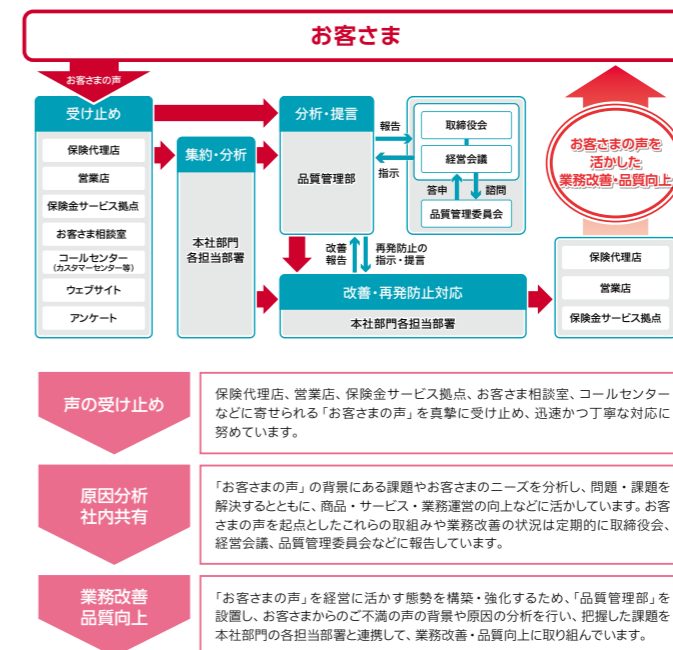 お客さま
お客さまの声
受け止め
保険代理店
営業店
保険金サービス拠点
お客さま相談室
コールセンター
(カスタマーセンター等)
ウェブサイト
アンケート
集約・分析
本社部門
各担当部署
分析・提言
品質管理部
報告
指示
取締役会
経営会議
答申
諮問
品質管理委員会
改善
報告
再発防止の
指示・提言
改善・再発防止対応
本社部門各担当部署
お客さまの声を
活かした
業務改善・品質向上
保険代理店
営業店
保険金サービス拠点
声の受け止め
保険代理店、営業店、保険金サービス拠点、お客さま相談室、コールセンター
などに寄せられる「お客さまの声」を真摯に受け止め、迅速かつ丁寧な対応に
努めています。
原因分析
社内共有
「お客さまの声」の背景にある課題やお客さまのニーズを分析し、問題・課題を
解決するとともに、商品・サービス・業務運営の向上などに活かしています。お客
さまの声を起点としたこれらの取組みや業務改善の状況は定期的に取締役会、
経営会議、品質管理委員会などに報告しています。
業務改善
品質向上
「お客さまの声」を経営に活かす態勢を構築・強化するため、「品質管理部」を
設置し、お客さまからのご不満の声の背景や原因の分析を行い、把握した課題を
本社部門の各担当部署と連携して、業務改善・品質向上に取り組んでいます。